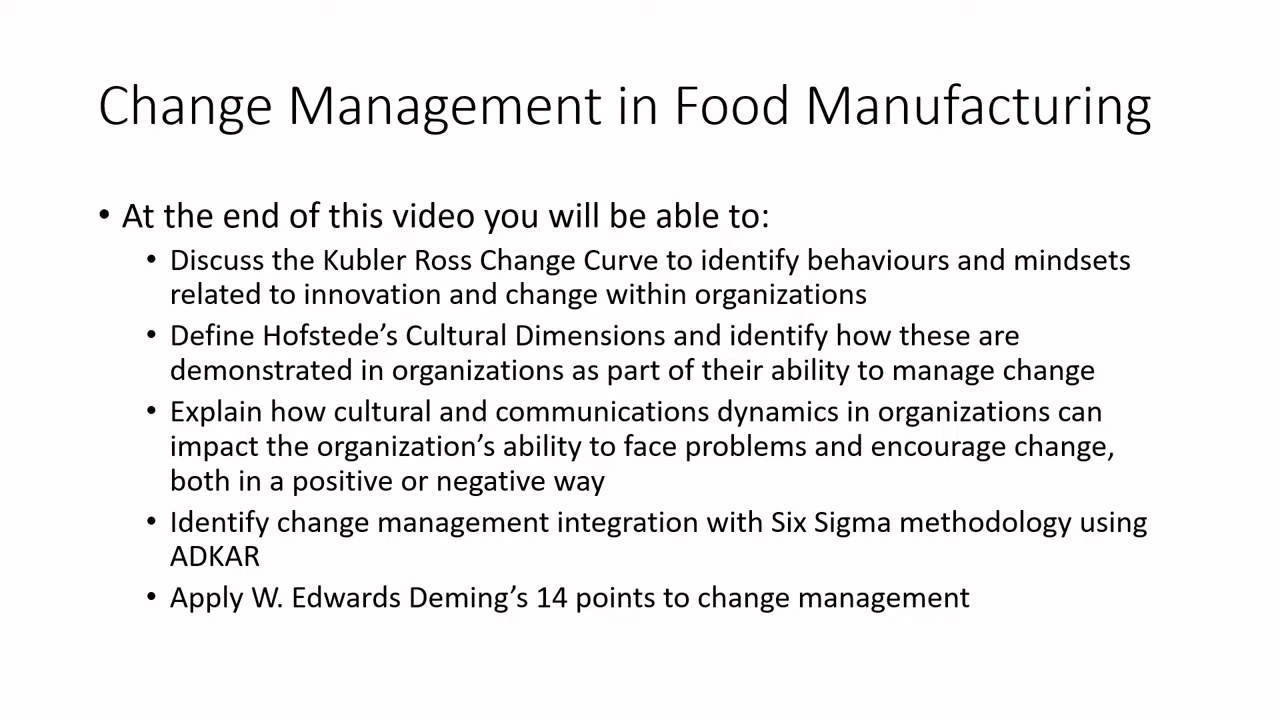 Change Management in Food Manufacturing
• At the end of this video you will be able to:
• Discuss the Kubler Ross Change Curve to identify behaviours and mindsets
related to innovation and change within organizations
• Define Hofstede’s Cultural Dimensions and identify how these are
demonstrated in organizations as part of their ability to manage change
• Explain how cultural and communications dynamics in organizations can
impact the organization’s ability to face problems and encourage change,
both in a positive or negative way
• Identify change management integration with Six Sigma methodology using
ADKAR
• Apply W. Edwards Deming’s 14 points to change management